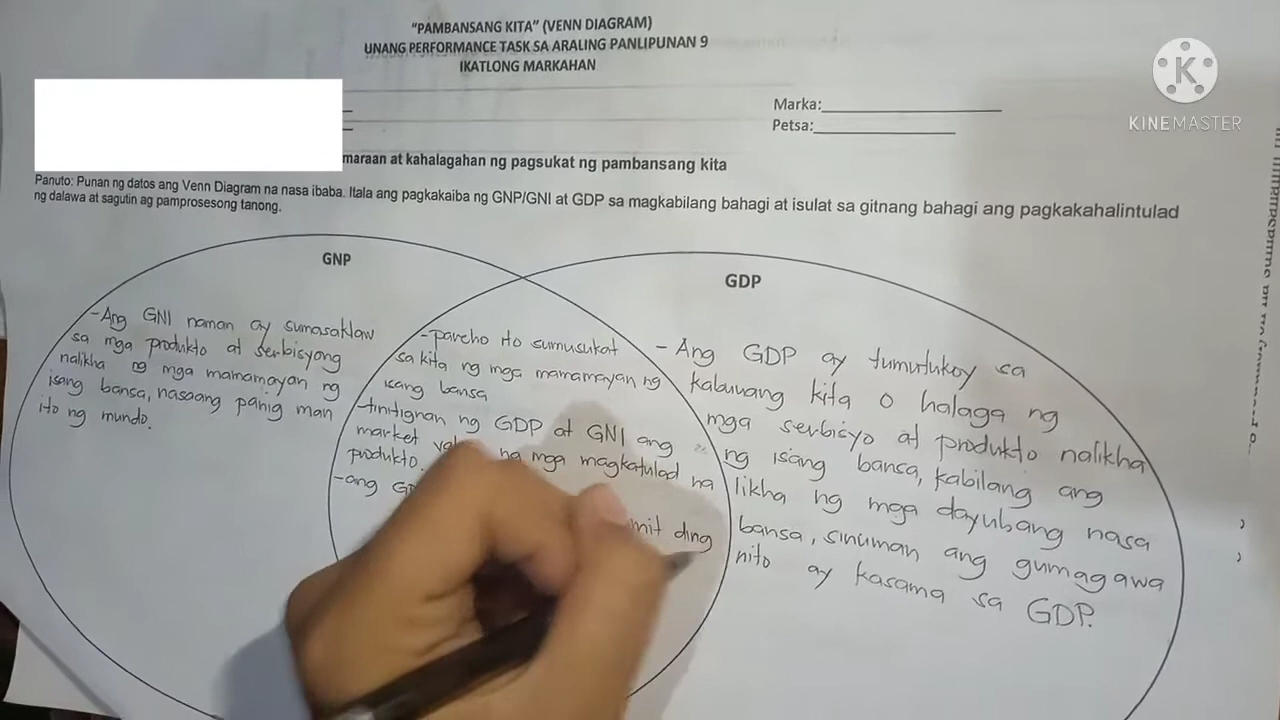 "PAMBANSANG KITA" (VENN DIAGRAM)
UNANG PERFORMANCE TASK SA ARALING PANLIPUNAN 9
IKATLONG MARKAHAN
Marka:
Petsa:
maraan at kahalagahan ng pagsukat ng pambansang kita
Panuto: Punan ng datos ang Venn Diagram na nasa ibaba. Itala ang pagkakaiba ng GNP/GNI at GDP sa magkabilang bahagi at isulat sa gitnang bahagi ang pagkakahalintulad
ng dalawa at sagutin ag pamprosesong tanong.
GNP
-Ang GNI naman ay sumasaklaw
sa mga produkto at serbisyong
nalikha ng mga mamamayan ng
isang bansa, nasaang panig man
ito ng mundo.
-pareho ito sumusukat
sa kita ng mga mamamayan ng
isang bansa
-tinitignan ng GDP at GNI ang
market ng mga magkatulad na
produkto.
-ang
ding
GDP
- Ang GDP ay tumutukoy sa
kabuuang kita o halaga ng
mga serbisyo at produkto nalikha
ng isang bansa, kabilang ang
likha ng mga dayuhang nasa
bansa, sinuman ang gumagawa
nito ay kasama sa GDP.
K
KINEMASTER